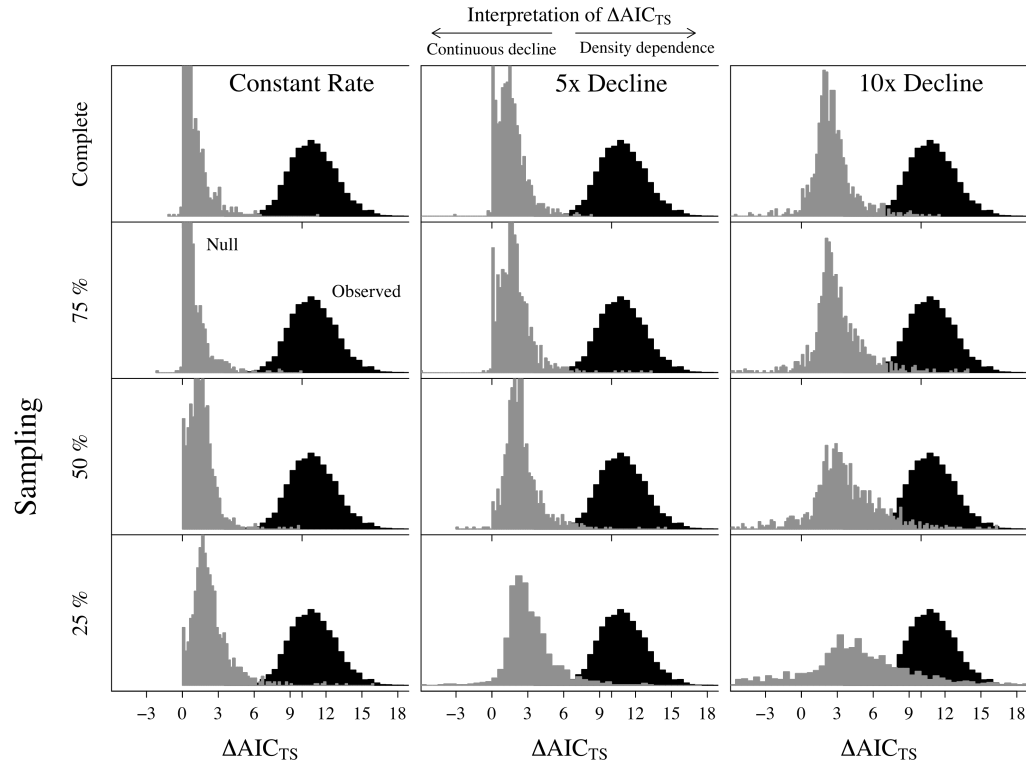 Interpretation of ΔAIC_TS
Continuous decline Density dependence
Constant Rate 5x Decline 10x Decline
Complete
Null
Observed
75 %
50 %
25 %
Sampling
−3 0 3 6 9 12 15 18 −3 0 3 6 9 12 15 18 −3 0 3 6 9 12 15 18
ΔAIC_TS ΔAIC_TS ΔAIC_TS